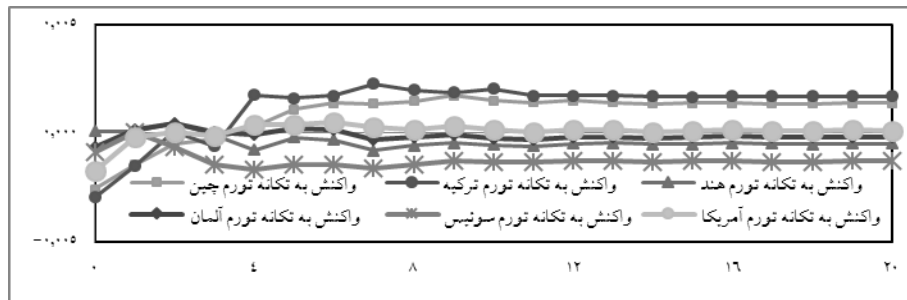 ۰,۰۰۵
۰,۰۰۰
واکنش به تکانه تورم چین واکنش به تکانه تورم ترکیه واکنش به تکانه تورم هند
واکنش به تکانه تورم آلمان واکنش به تکانه تورم سوئیس واکنش به تکانه تورم آمریکا
-۰,۰۰۵
۰ ٤ ۸ ۱۲ ۱٦ ۲۰